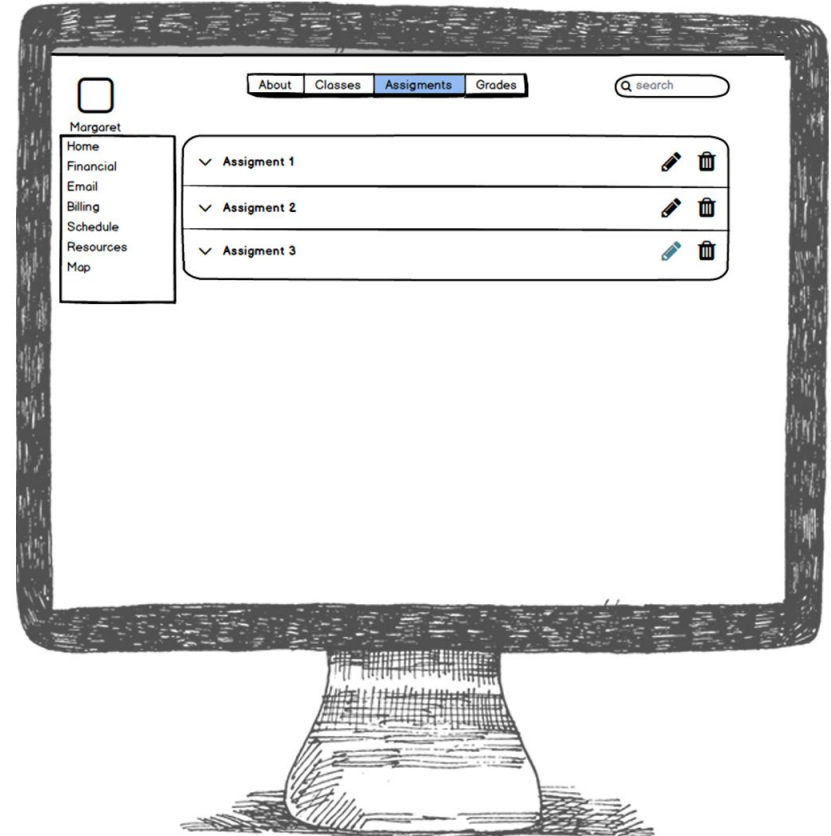 About Classes Assigments Grades
search
Margaret
Home
Financial
Email
Billing
Schedule
Resources
Map
Assigment 1
Assigment 2
Assigment 3